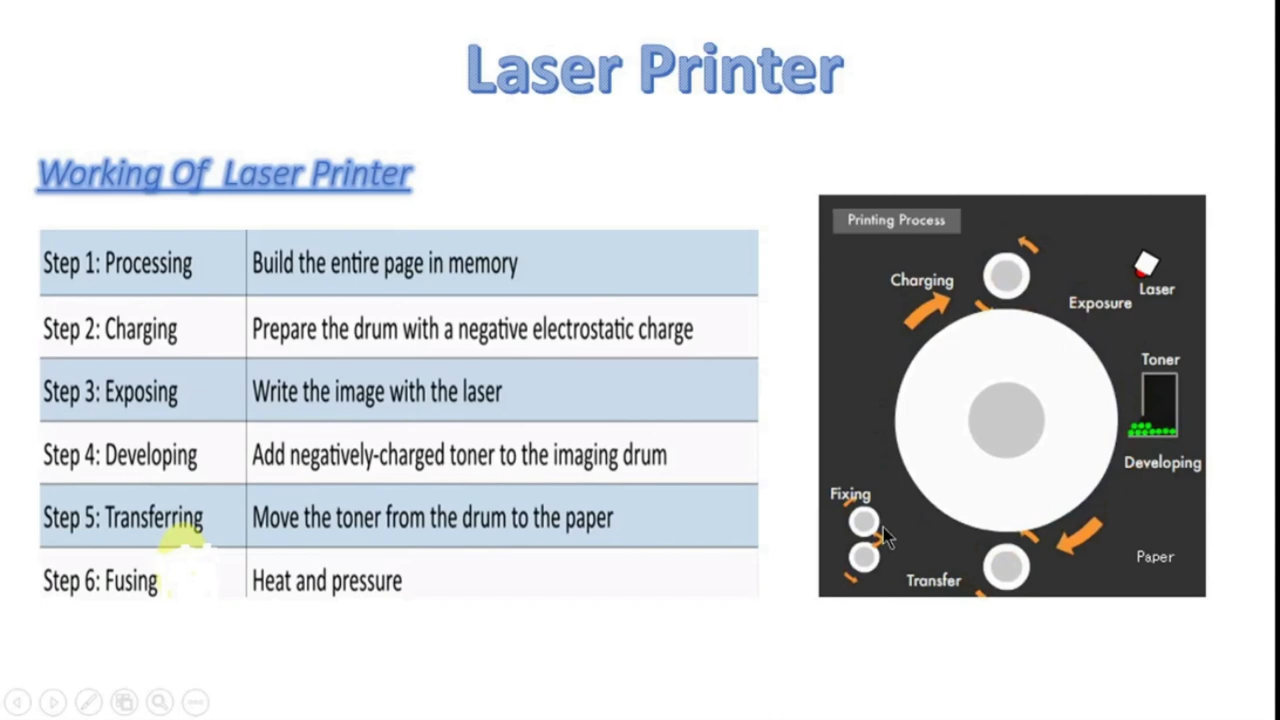 Laser Printer
Working Of Laser Printer
Step 1: Processing Build the entire page in memory
Step 2: Charging Prepare the drum with a negative electrostatic charge
Step 3: Exposing Write the image with the laser
Step 4: Developing Add negatively-charged toner to the imaging drum
Step 5: Transferring Move the toner from the drum to the paper
Step 6: Fusing Heat and pressure
Printing Process
Charging
Laser
Exposure
Toner
Developing
Fixing
Paper
Transfer